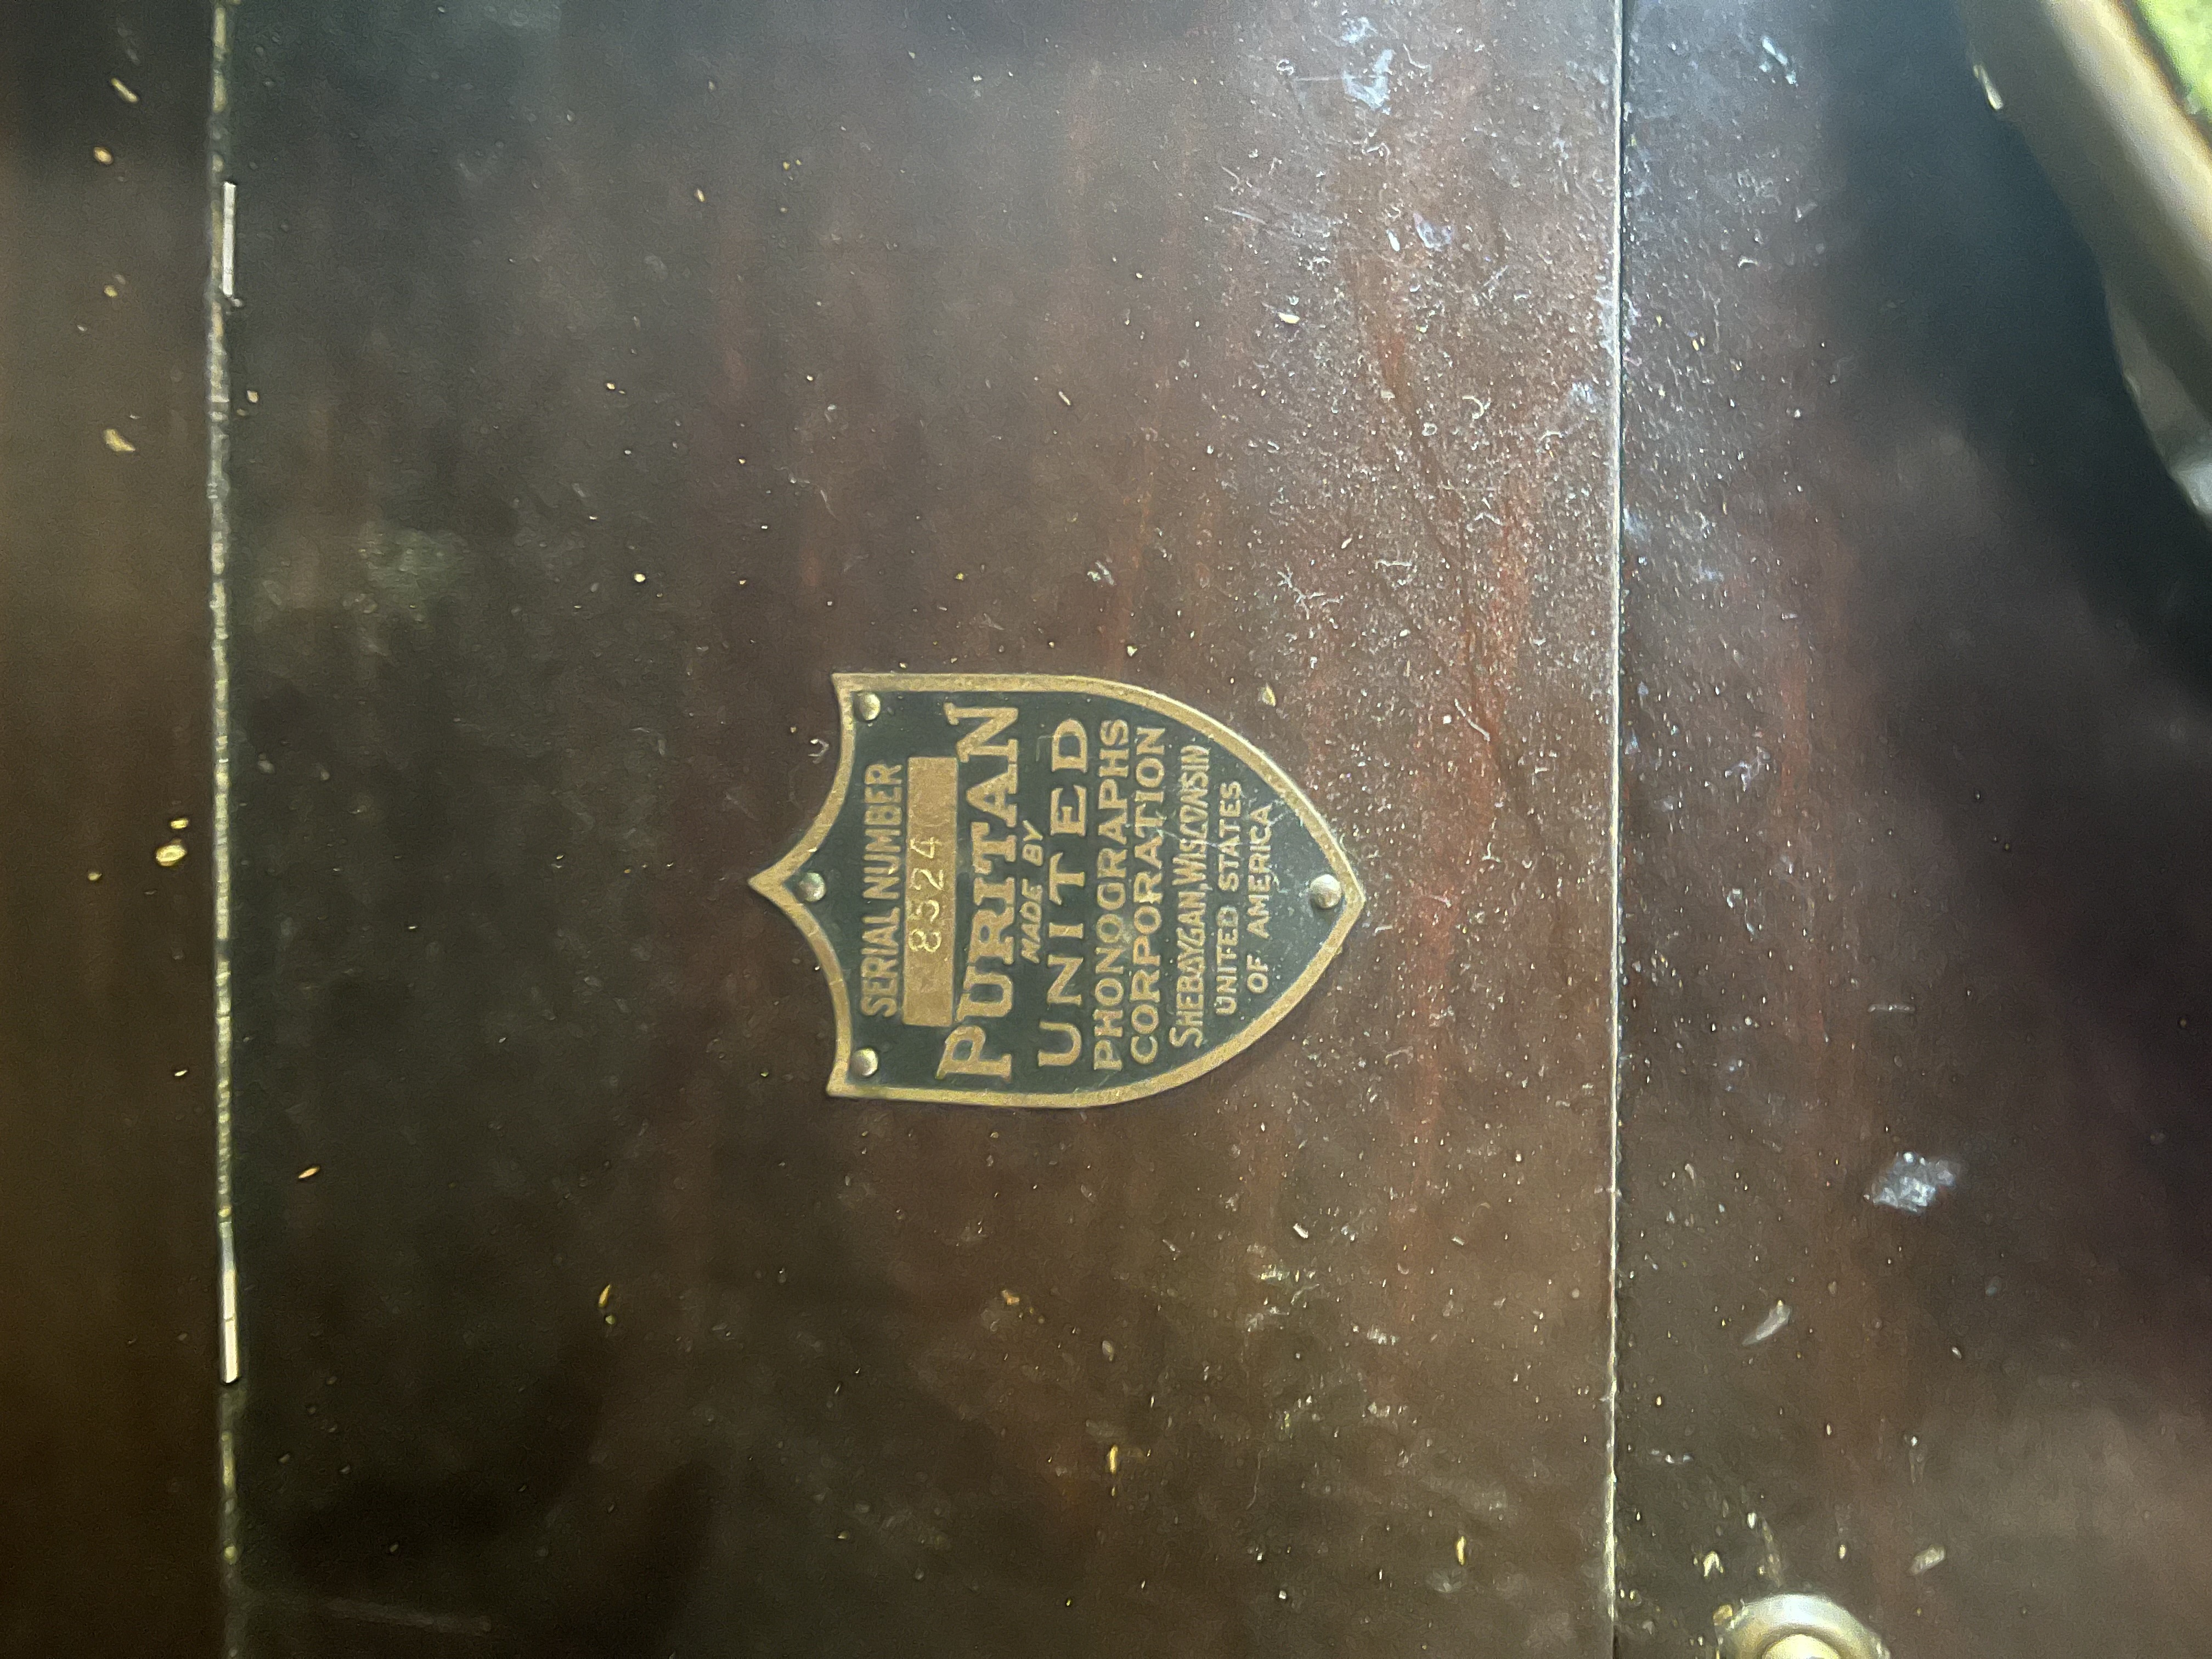 SERIAL NUMBER
8524
PURITAN
MADE BY
UNITED
PHONOGRAPHS
CORPORATION
SHEBOYGAN, WISCONSIN
UNITED STATES
OF AMERICA